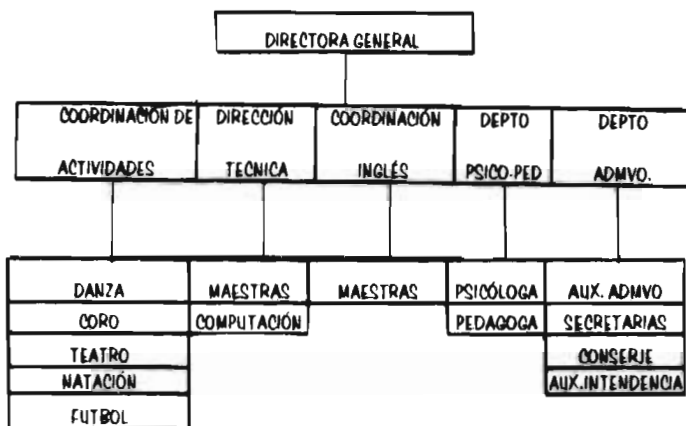 DIRECTORA GENERAL
COORDINACIÓN DE
ACTIVIDADES
DIRECCIÓN
TECNICA
COORDINACIÓN
INGLÉS
DEPTO
PSICO-PED
DEPTO
ADMVO.
DANZA
CORO
TEATRO
NATACIÓN
FUTBOL
MAESTRAS
COMPUTACIÓN
MAESTRAS
PSICÓLOGA
PEDAGOGA
AUX. ADMVO
SECRETARIAS
CONSERJE
AUX.INTENDENCIA